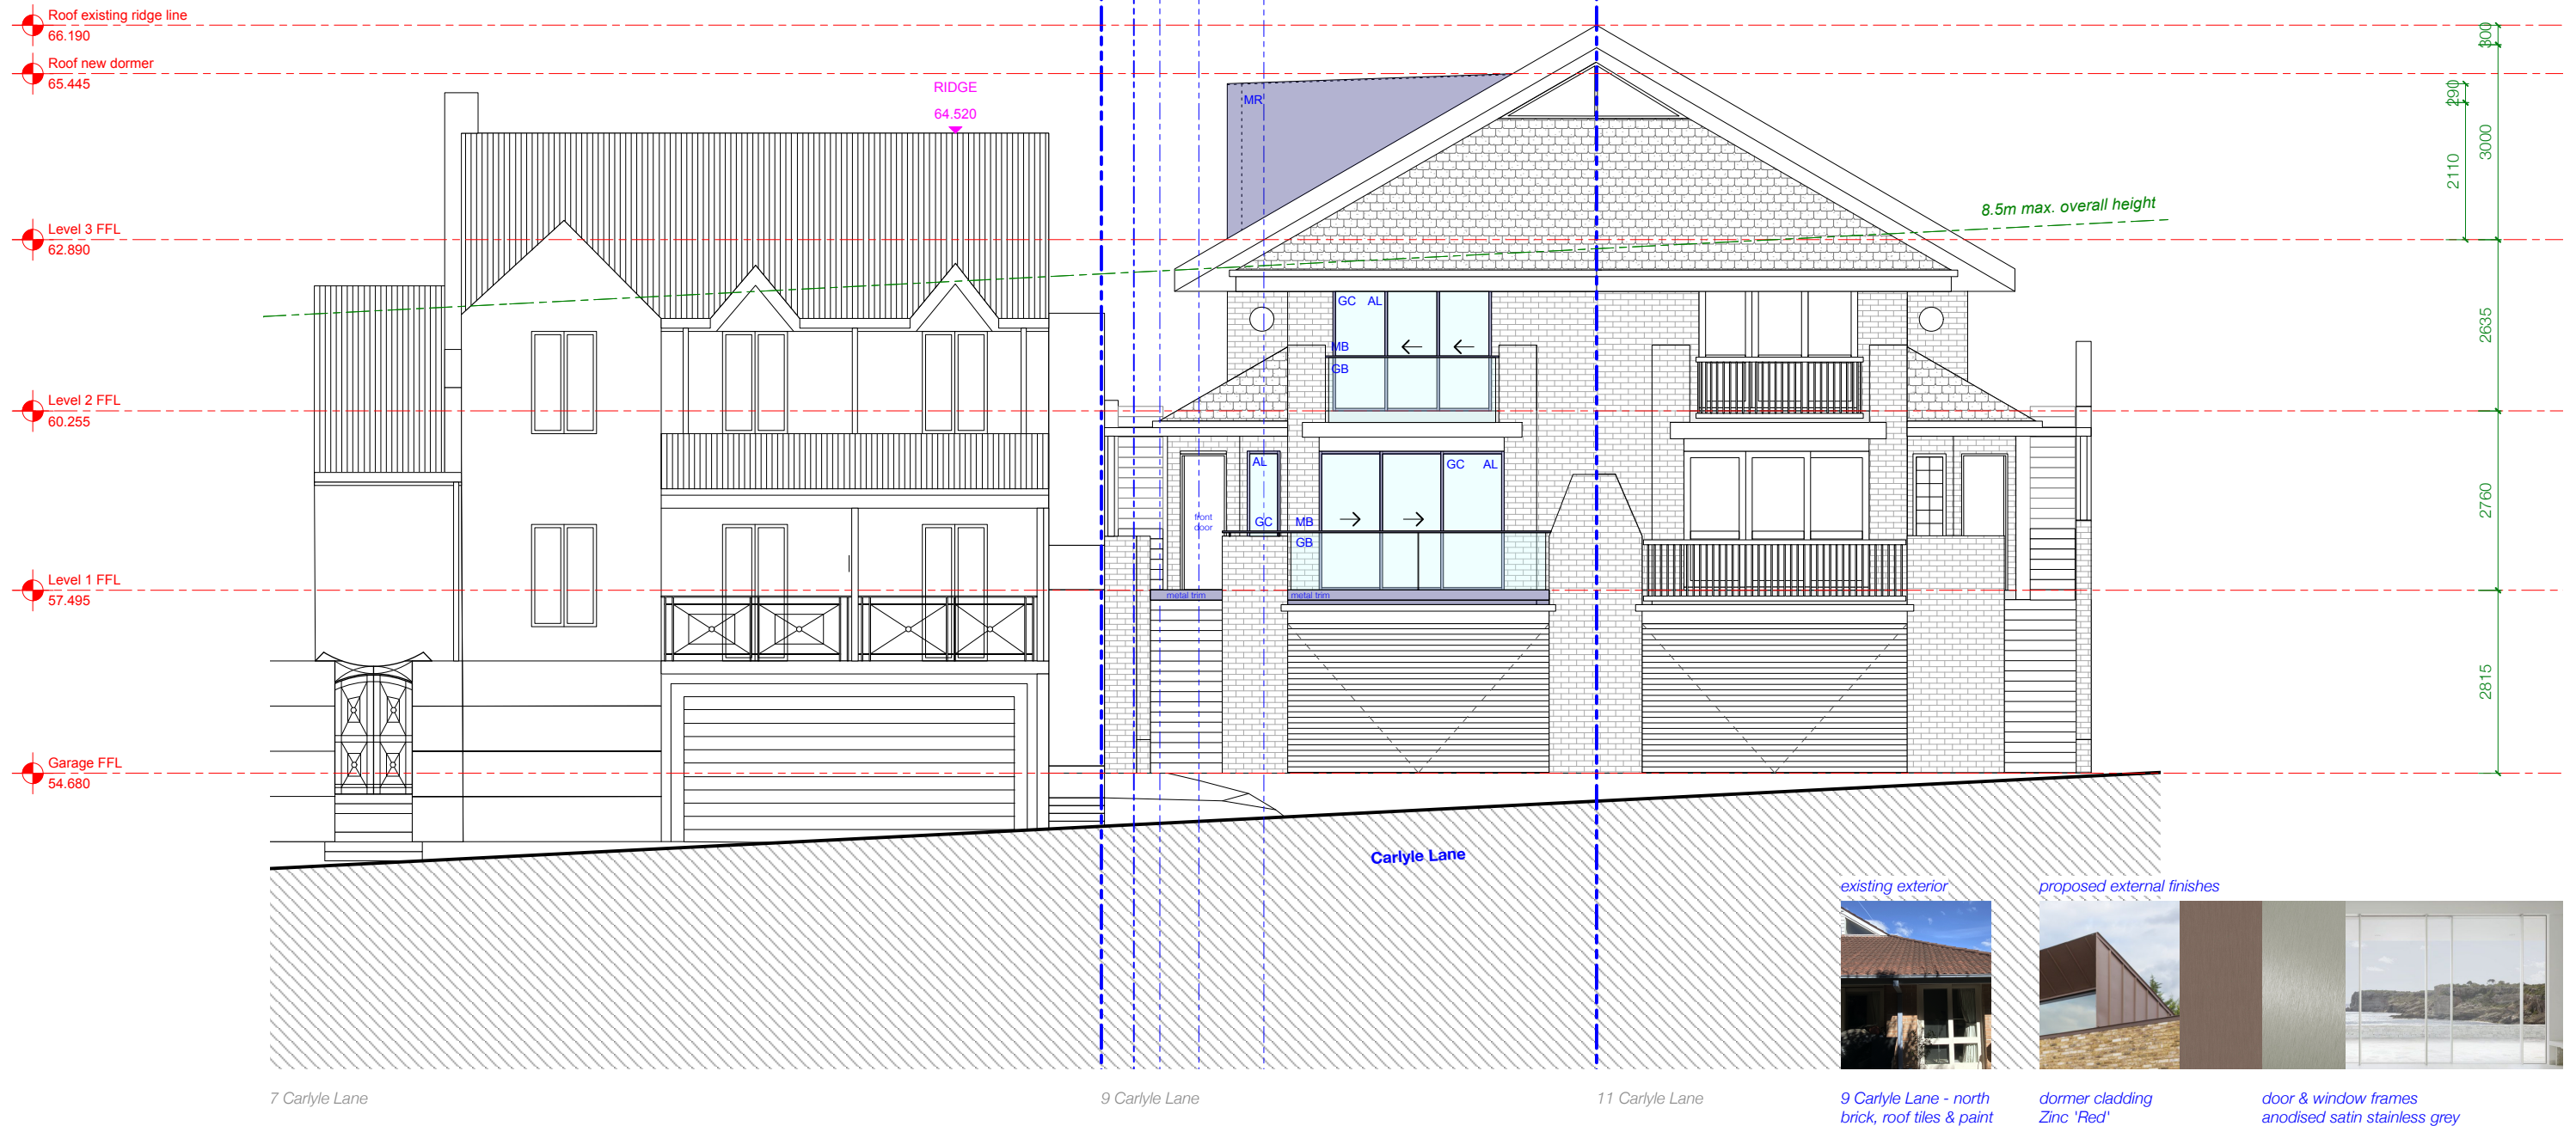 Roof existing ridge line
66.190
Roof new dormer
65.445
RIDGE
64.520
MR
300
290
3000
2110
8.5m max. overall height
Level 3 FFL
62.890
GC AL
MB
GB
2635
Level 2 FFL
60.255
AL
GC AL
front
door
GC
MB
GB
2760
Level 1 FFL
57.495
metal trim
metal trim
2815
Garage FFL
54.680
Carlyle Lane
existing exterior
proposed external finishes
7 Carlyle Lane
9 Carlyle Lane
11 Carlyle Lane
9 Carlyle Lane - north
brick, roof tiles & paint
dormer cladding
Zinc 'Red'
door & window frames
anodised satin stainless grey